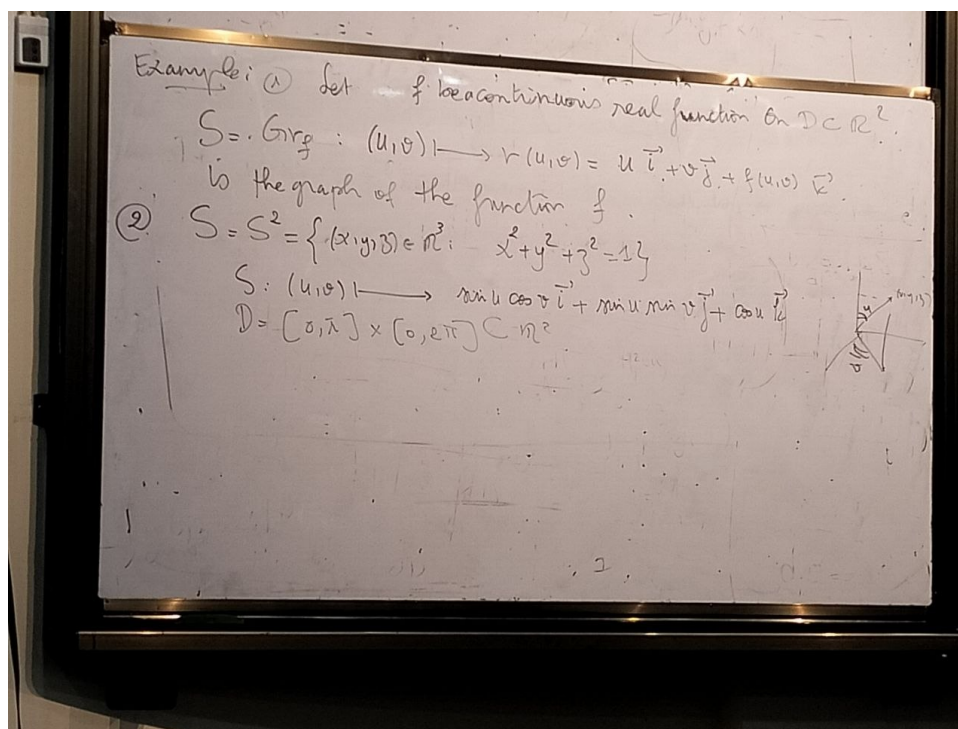 Example: ① Let f be a continuous real function on D ⊂ ℝ².
S = Gr_f : (u,v) ↦ r(u,v) = u i⃗ + v j⃗ + f(u,v) k⃗
is the graph of the function f.
② S = S² = {(x,y,z) ∈ ℝ³ : x² + y² + z² = 1}
S : (u,v) ↦ sin u cos v i⃗ + sin u sin v j⃗ + cos u k⃗
D = [0,π] × [0,2π] ⊂ ℝ²